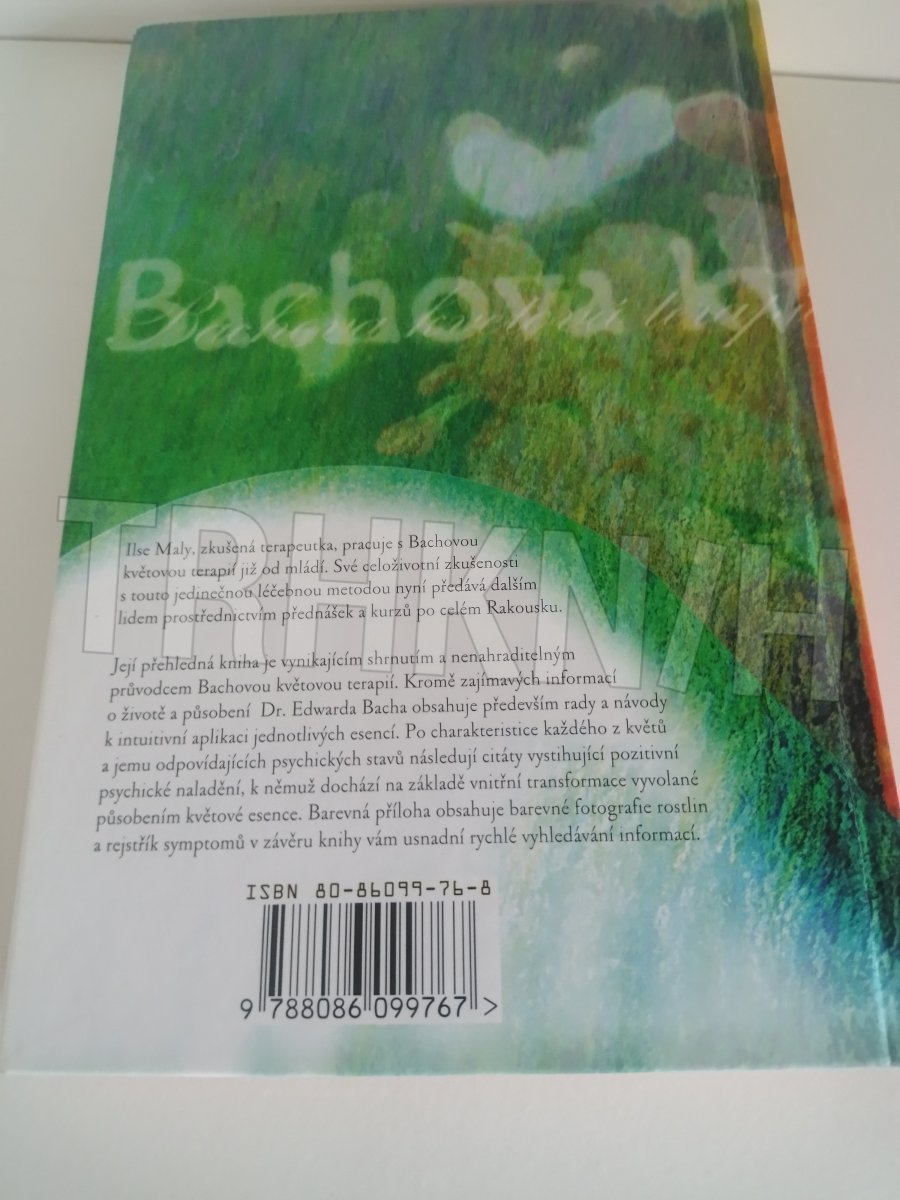 Bachova kv
Bachova květová terapi
TRHKNIH
Ilse Maly, zkušená terapeutka, pracuje s Bachovou
květovou terapií již od mládí. Své celoživotní zkušenosti
s touto jedinečnou léčebnou metodou nyní předává dalším
lidem prostřednictvím přednášek a kurzů po celém Rakousku.
Její přehledná kniha je vynikajícím shrnutím a nenahraditelným
průvodcem Bachovou květovou terapií. Kromě zajímavých informací
o životě a působení Dr. Edwarda Bacha obsahuje především rady a návody
k intuitivní aplikaci jednotlivých esencí. Po charakteristice každého z květů
a jemu odpovídajících psychických stavů následují citáty vystihující pozitivní
psychické naladění, k němuž dochází na základě vnitřní transformace vyvolané
působením květové esence. Barevná příloha obsahuje barevné fotografie rostlin
a rejstřík symptomů v závěru knihy vám usnadní rychlé vyhledávání informací.
ISBN 80-86099-76-8
9 788086 099767 >